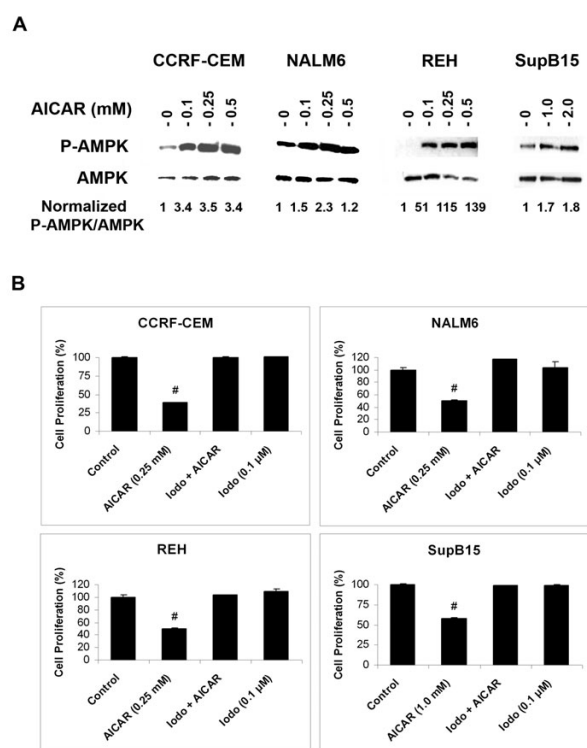 A
CCRF-CEM NALM6 REH SupB15
AICAR (mM) - 0 - 0.1 - 0.25 - 0.5 - 0 - 0.1 - 0.25 - 0.5 - 0 - 0.1 - 0.25 - 0.5 - 0 - 1.0 - 2.0
P-AMPK
AMPK
Normalized 1 3.4 3.5 3.4 1 1.5 2.3 1.2 1 51 115 139 1 1.7 1.8
P-AMPK/AMPK
B
CCRF-CEM
Cell Proliferation (%)
100
75
50
25
0
#
Control
AICAR (0.25 mM)
Iodo + AICAR
Iodo (0.1 µM)
NALM6
Cell Proliferation (%)
120
100
80
60
40
20
0
#
Control
AICAR (0.25 mM)
Iodo + AICAR
Iodo (0.1 µM)
REH
Cell Proliferation (%)
120
100
80
60
40
20
0
#
Control
AICAR (0.25 mM)
Iodo + AICAR
Iodo (0.1 µM)
SupB15
Cell Proliferation (%)
100
75
50
25
0
#
Control
AICAR (1.0 mM)
Iodo + AICAR
Iodo (0.1 µM)